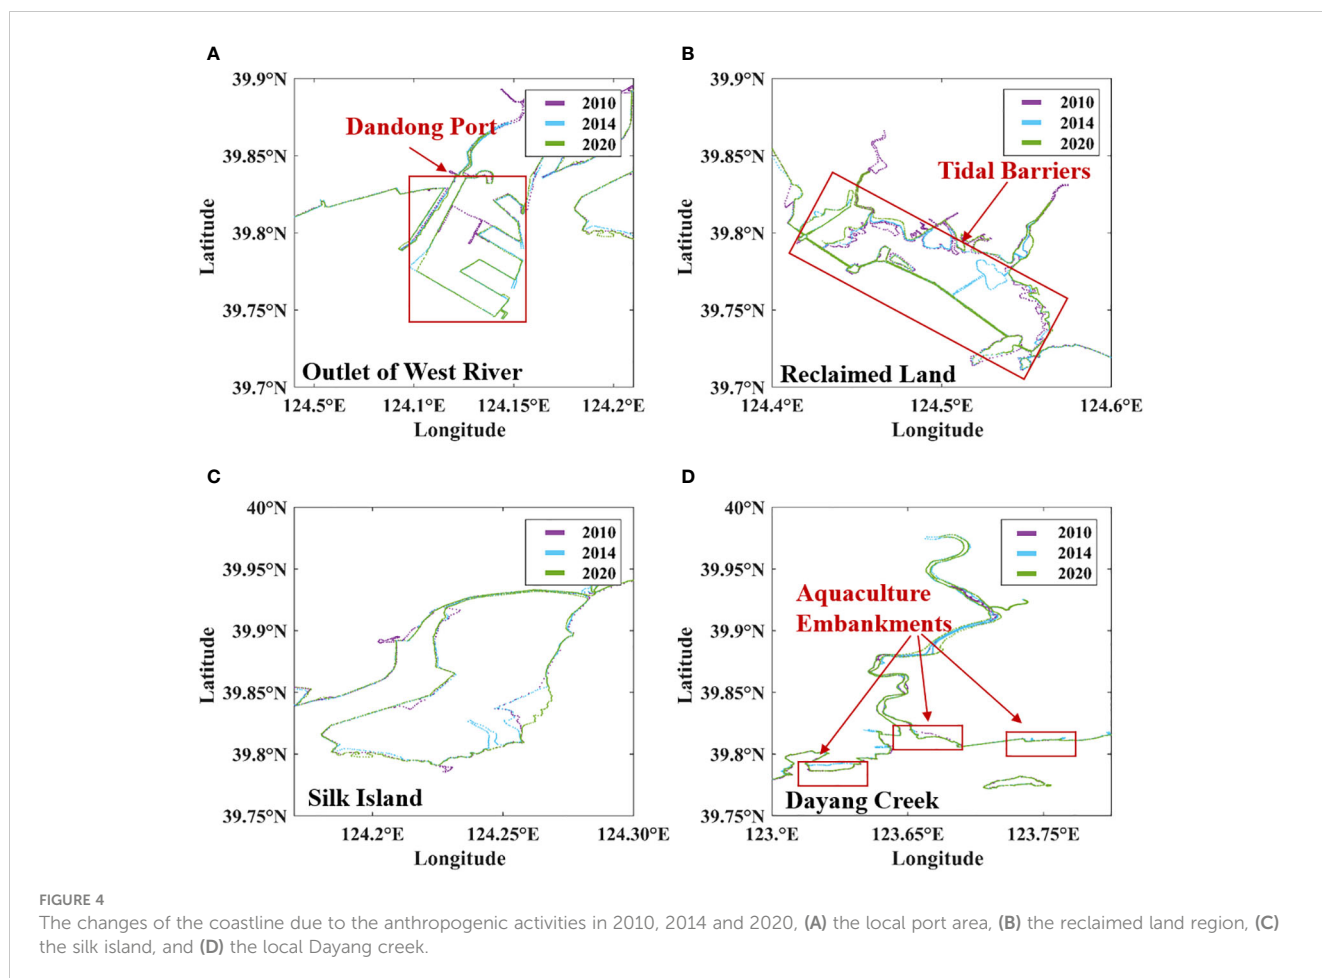 A
39.9°N
39.85°N
39.8°N
39.75°N
39.7°N
Latitude
2010
2014
2020
Dandong Port
Outlet of West River
124.5°E
124.1°E
124.15°E
124.2°E
Longitude
B
39.9°N
39.85°N
39.8°N
39.75°N
39.7°N
Latitude
2010
2014
2020
Tidal Barriers
Reclaimed Land
124.4°E
124.5°E
124.6°E
Longitude
C
40°N
39.95°N
39.9°N
39.85°N
39.8°N
39.75°N
Latitude
2010
2014
2020
Silk Island
124.2°E
124.25°E
124.30°E
Longitude
D
40°N
39.95°N
39.9°N
39.85°N
39.8°N
39.75°N
Latitude
2010
2014
2020
Aquaculture
Embankments
Dayang Creek
123.°E
123.65°E
123.75°E
Longitude
FIGURE 4
The changes of the coastline due to the anthropogenic activities in 2010, 2014 and 2020, (A) the local port area, (B) the reclaimed land region, (C)
the silk island, and (D) the local Dayang creek.